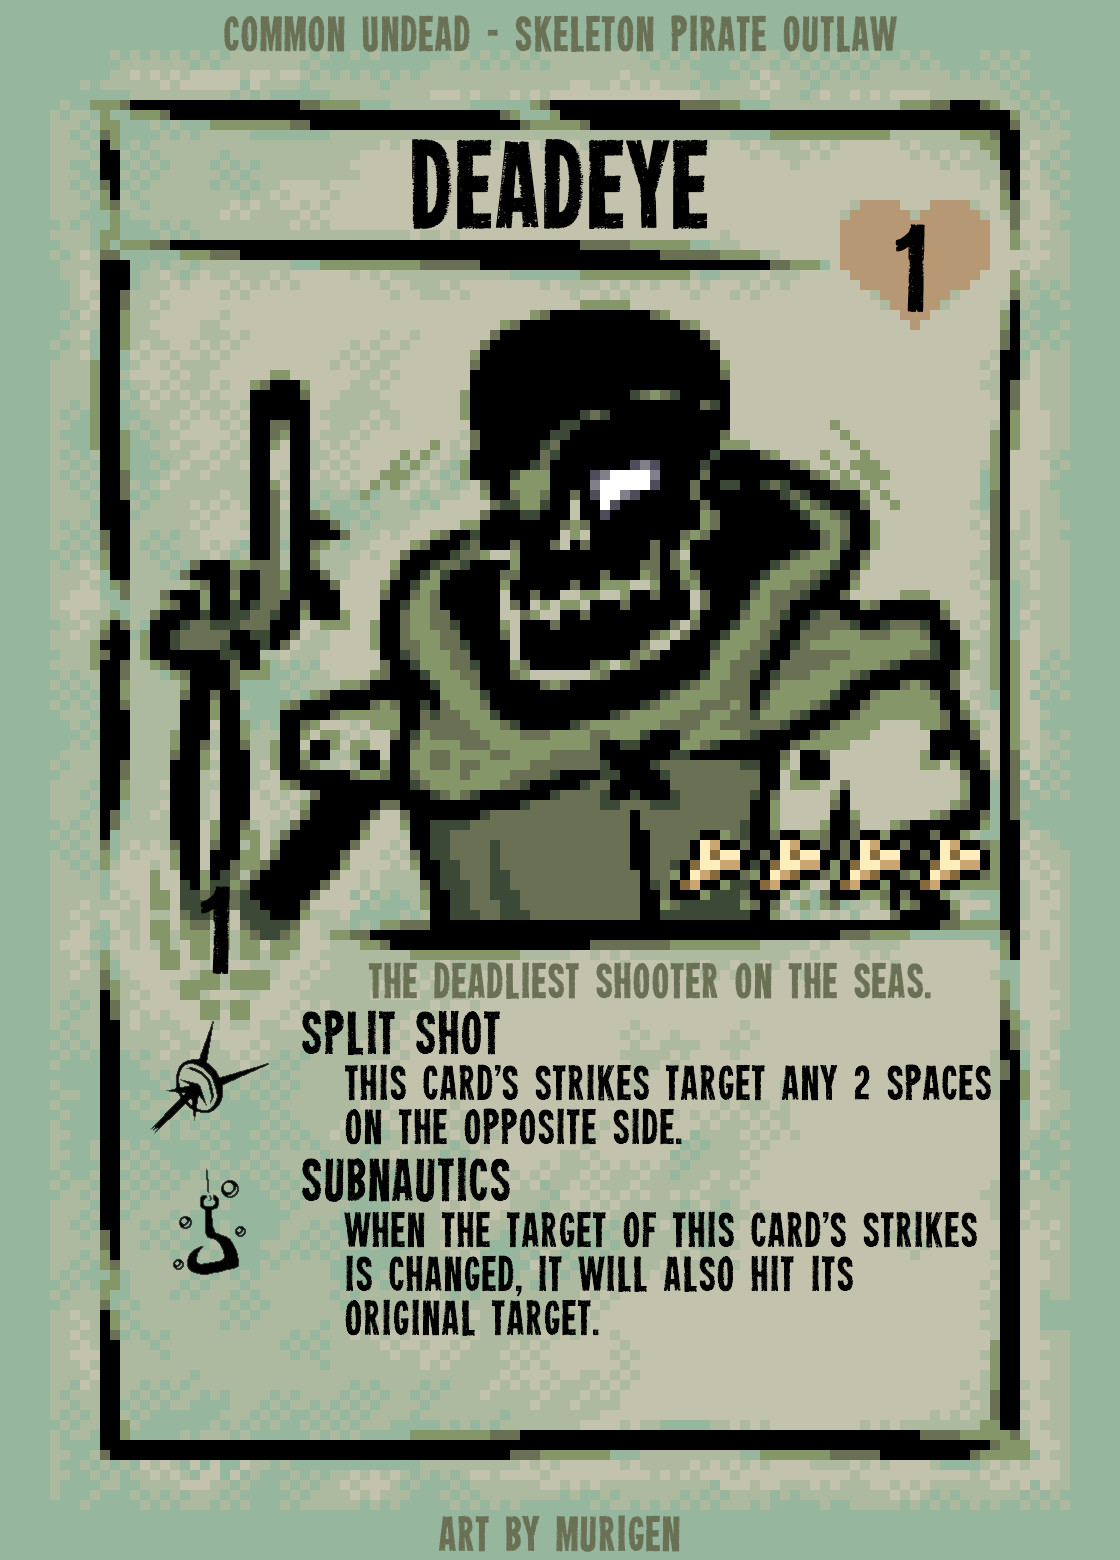 COMMON UNDEAD - SKELETON PIRATE OUTLAW
DEADEYE
1
1
THE DEADLIEST SHOOTER ON THE SEAS.
SPLIT SHOT
THIS CARD'S STRIKES TARGET ANY 2 SPACES
ON THE OPPOSITE SIDE.
SUBNAUTICS
WHEN THE TARGET OF THIS CARD'S STRIKES
IS CHANGED, IT WILL ALSO HIT ITS
ORIGINAL TARGET.
ART BY MURIGEN